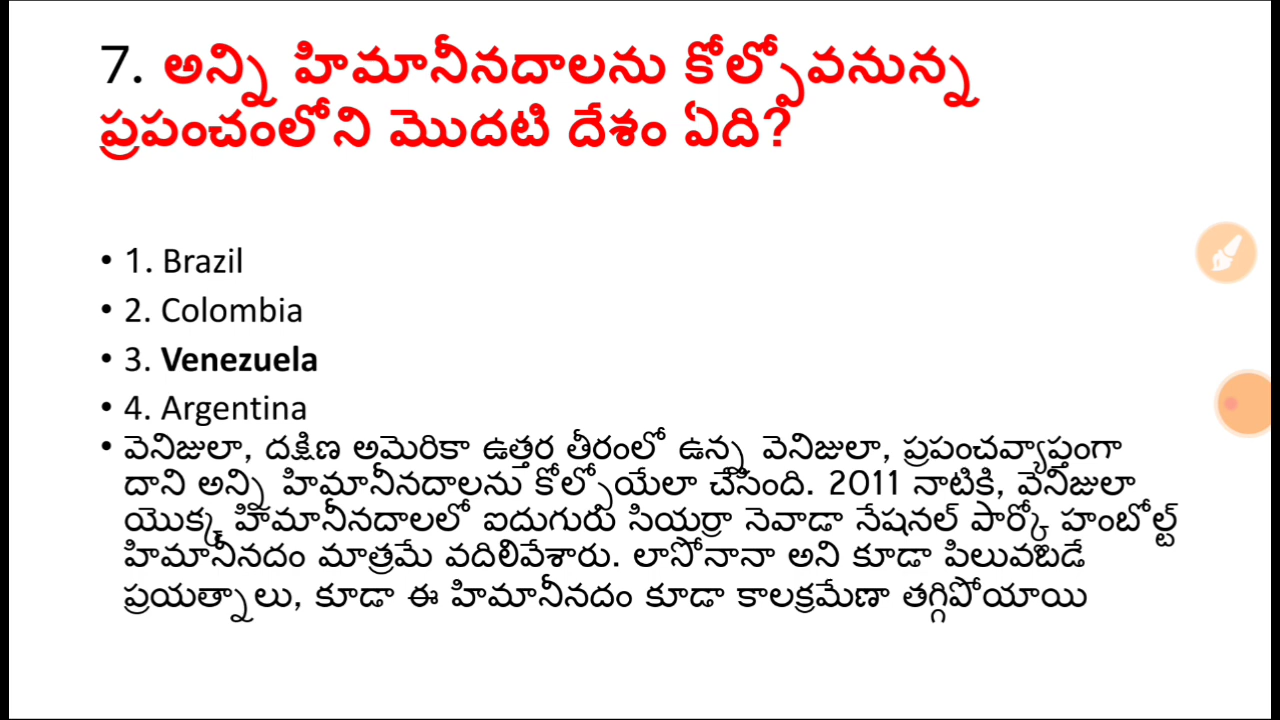 7. అన్ని హిమానీనదాలను కోల్పోవనున్న
ప్రపంచంలోని మొదటి దేశం ఏది?
• 1. Brazil
• 2. Colombia
• 3. Venezuela
• 4. Argentina
• వెనిజులా, దక్షిణ అమెరికా ఉత్తర తీరంలో ఉన్న వెనిజులా, ప్రపంచవ్యాప్తంగా
దాని అన్ని హిమానీనదాలను కోల్పోయేలా చేసింది. 2011 నాటికి, వెనిజులా
యొక్క హిమానీనదాలలో ఐదుగురు సియర్రా నెవాడా నేషనల్ పార్కో హంబోల్ట్
హిమానీనదం మాత్రమే వదిలివేశారు. లాసోనానా అని కూడా పిలువబడే
ప్రయత్నాలు, కూడా ఈ హిమానీనదం కూడా కాలక్రమేణా తగ్గిపోయాయి